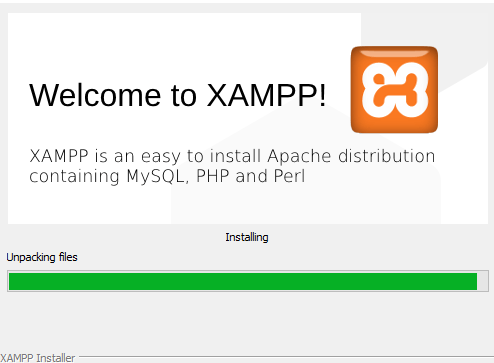 Welcome to XAMPP!
XAMPP is an easy to install Apache distribution
containing MySQL, PHP and Perl
Installing
Unpacking files
XAMPP Installer